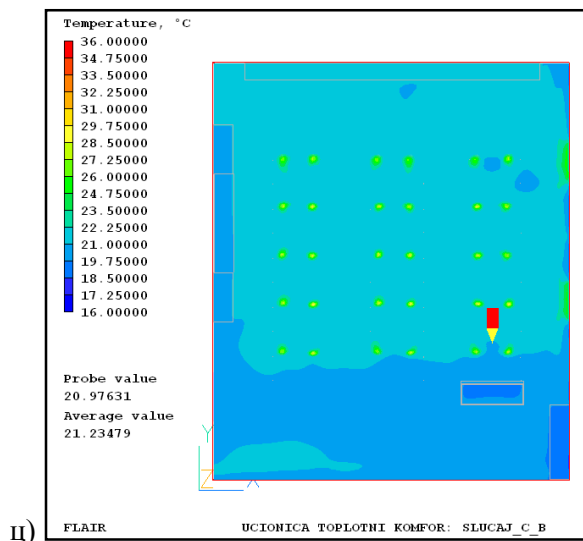 Temperature, °C
36.00000
34.75000
33.50000
32.25000
31.00000
29.75000
28.50000
27.25000
26.00000
24.75000
23.50000
22.25000
21.00000
19.75000
18.50000
17.25000
16.00000
Probe value
20.97631
Average value
21.23479
Y
X
ц)
FLAIR
UCIONICA TOPLOTNI KOMFOR: SLUCAJ_C_B